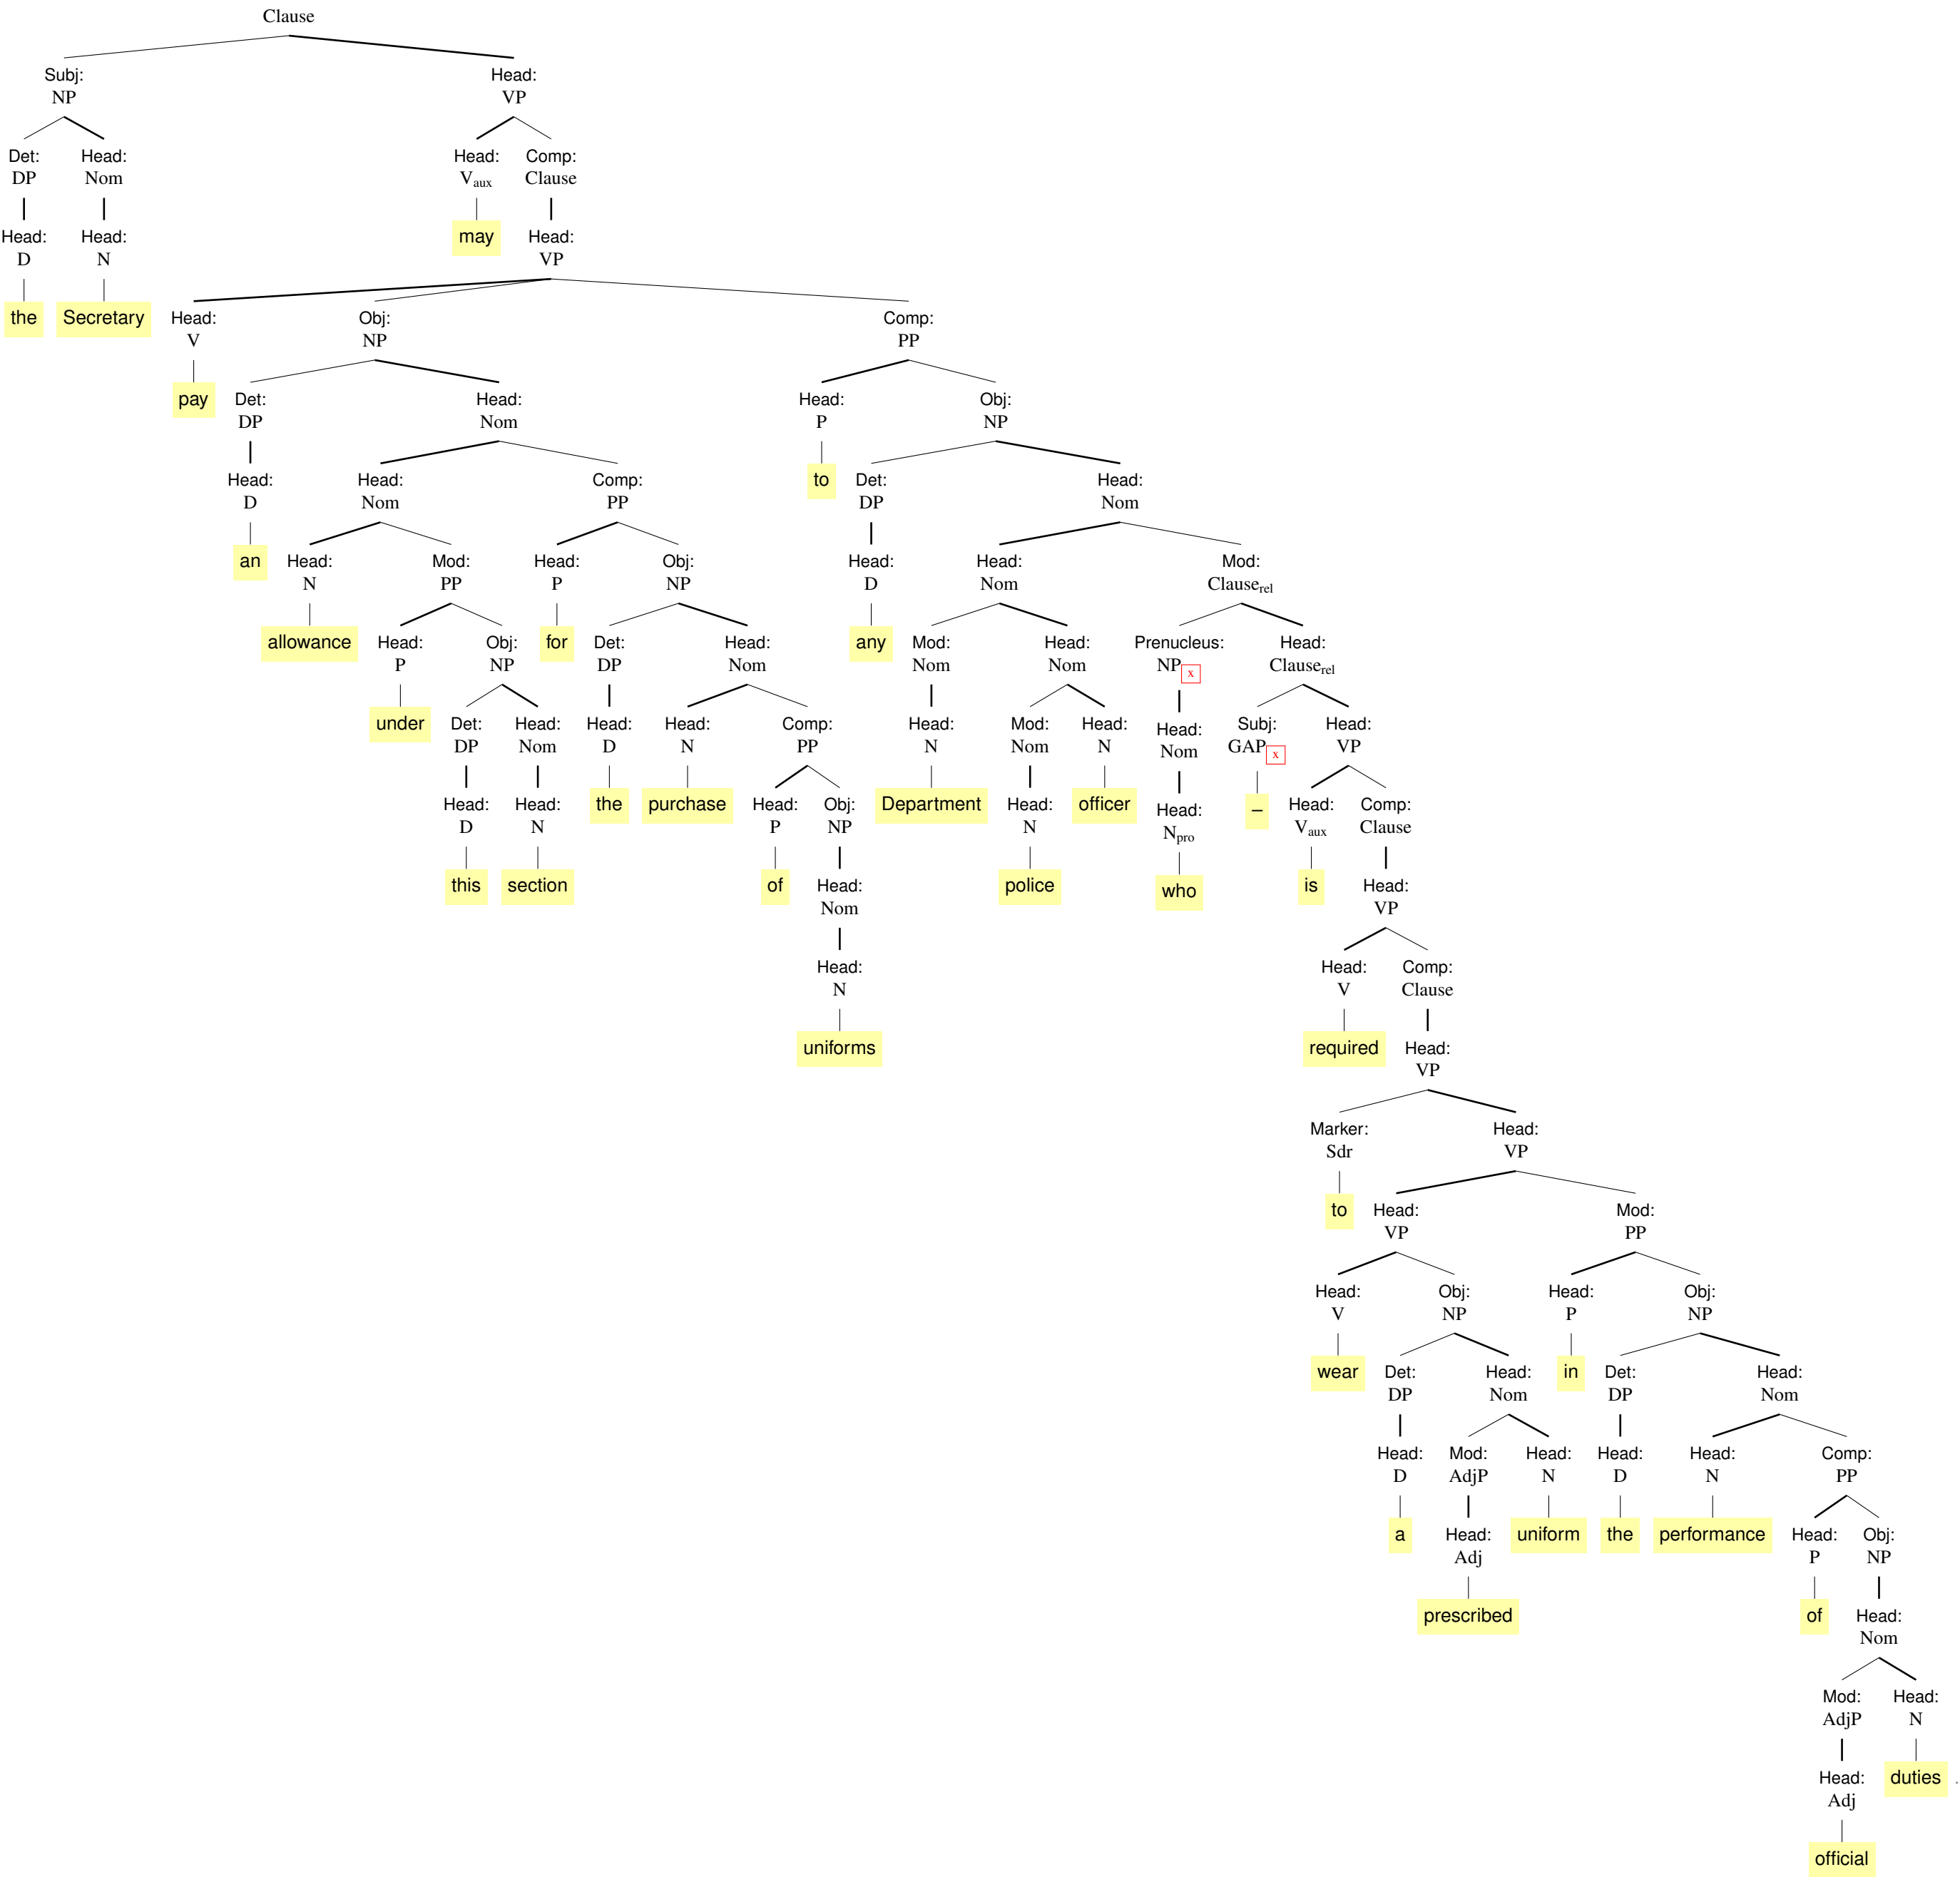 Clause
Subj: Head:
NP VP
Det: Head: Head: Comp:
DP Nom Vaux Clause
Head: Head: may Head:
D N VP
the Secretary Head: Obj: Comp:
V NP PP
pay Det: Head: Head: Obj:
DP Nom P NP
Head: Head: Comp: to Det: Head:
D Nom PP DP Nom
an Head: Mod: Head: Obj: Head: Head: Mod:
N PP P NP D Nom Clauserel
allowance Head: Obj: for Det: Head: any Mod: Head: Prenucleus: Head:
P NP DP Nom Nom Nom NP x Clauserel
under Det: Head: Head: Head: Comp: Head: Mod: Head: Head: Subj: Head:
DP Nom D N PP N Nom N Nom GAP x VP
Head: Head: the purchase Head: Obj: Department Head: officer Head: – Head: Comp:
D N P NP N Npro Vaux Clause
this section of Head: police who is Head:
Nom VP
Head: Head: Comp:
N V Clause
uniforms required Head:
VP
Marker: Head:
Sdr VP
to Head: Mod:
VP PP
Head: Obj: Head: Obj:
V NP P NP
wear Det: Head: in Det: Head:
DP Nom DP Nom
Head: Mod: Head: Head: Head: Comp:
D AdjP N D N PP
a Head: uniform the performance Head: Obj:
Adj P NP
prescribed of Head:
Nom
Mod: Head:
AdjP N
Head: duties .
Adj
official